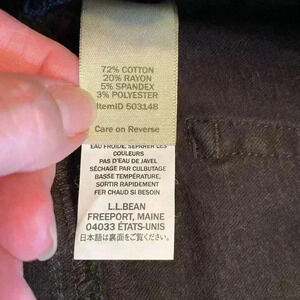 72% COTTON
20% RAYON
5% SPANDEX
3% POLYESTER
ItemID 503148
Care on Reverse
EAU FROIDE, SÉPARER LES
COULEURS
PAS D'EAU DE JAVEL
SÉCHAGE PAR CULBUTAGE
BASSE TEMPÉRATURE,
SORTIR RAPIDEMENT
FER CHAUD SI BESOIN
L.L.BEAN
FREEPORT, MAINE
04033 ÉTATS-UNIS
日本語は裏面をご覧ください。